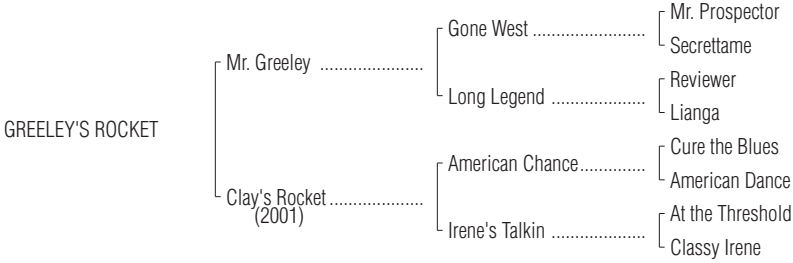 Mr. Prospector
Gone West ........................
Secrettame
Mr. Greeley ......................
Reviewer
Long Legend ....................
Lianga
GREELEY'S ROCKET
Cure the Blues
American Chance..............
American Dance
Clay's Rocket....................
(2001)
At the Threshold
Irene's Talkin ....................
Classy Irene